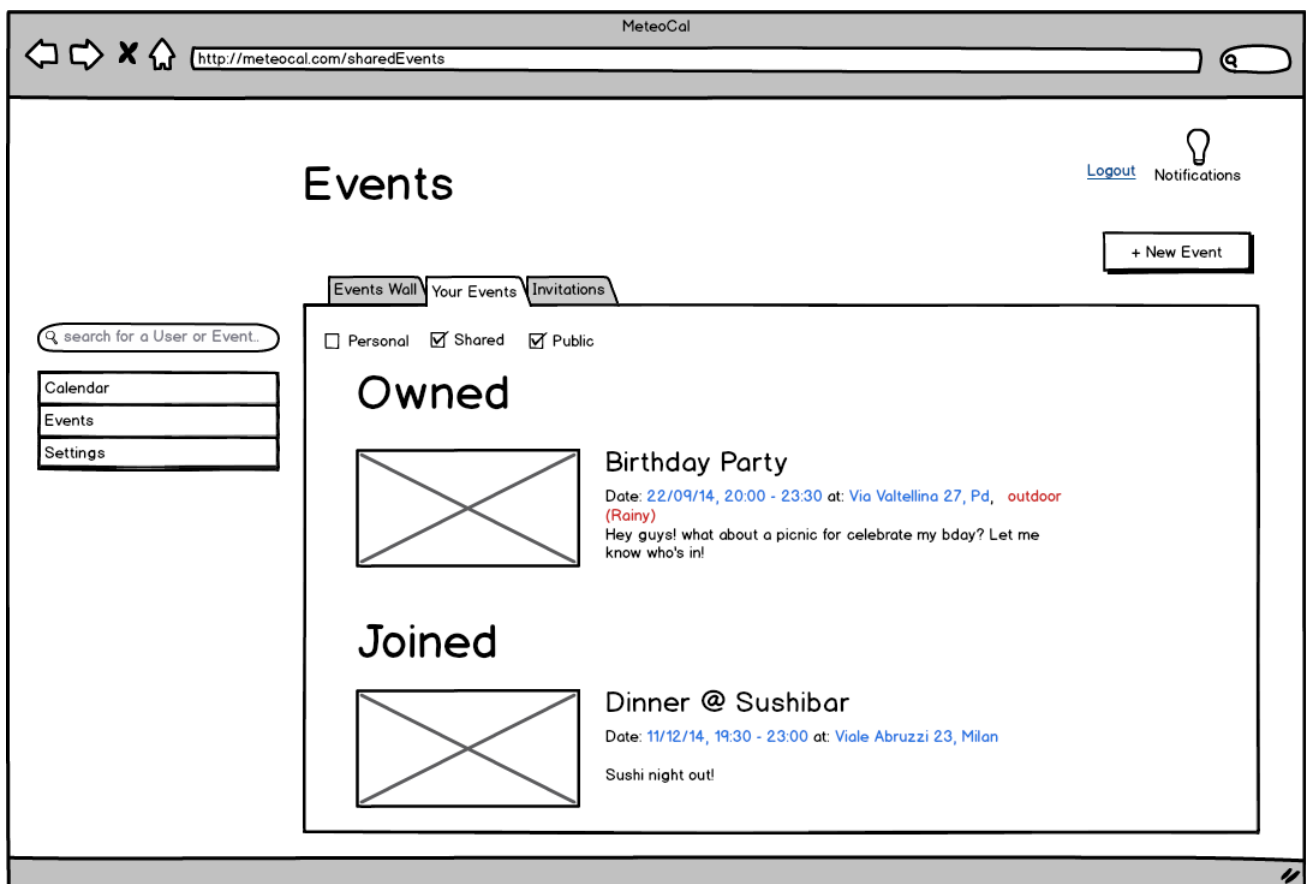 MeteoCal
http://meteocal.com/sharedEvents
Events
Logout
Notifications
+ New Event
Events Wall
Your Events
Invitations
search for a User or Event..
Personal
Shared
Public
Calendar
Events
Settings
Owned
Birthday Party
Date: 22/09/14, 20:00 - 23:30 at: Via Valtellina 27, Pd, outdoor
(Rainy)
Hey guys! what about a picnic for celebrate my bday? Let me
know who's in!
Joined
Dinner @ Sushibar
Date: 11/12/14, 19:30 - 23:00 at: Viale Abruzzi 23, Milan
Sushi night out!